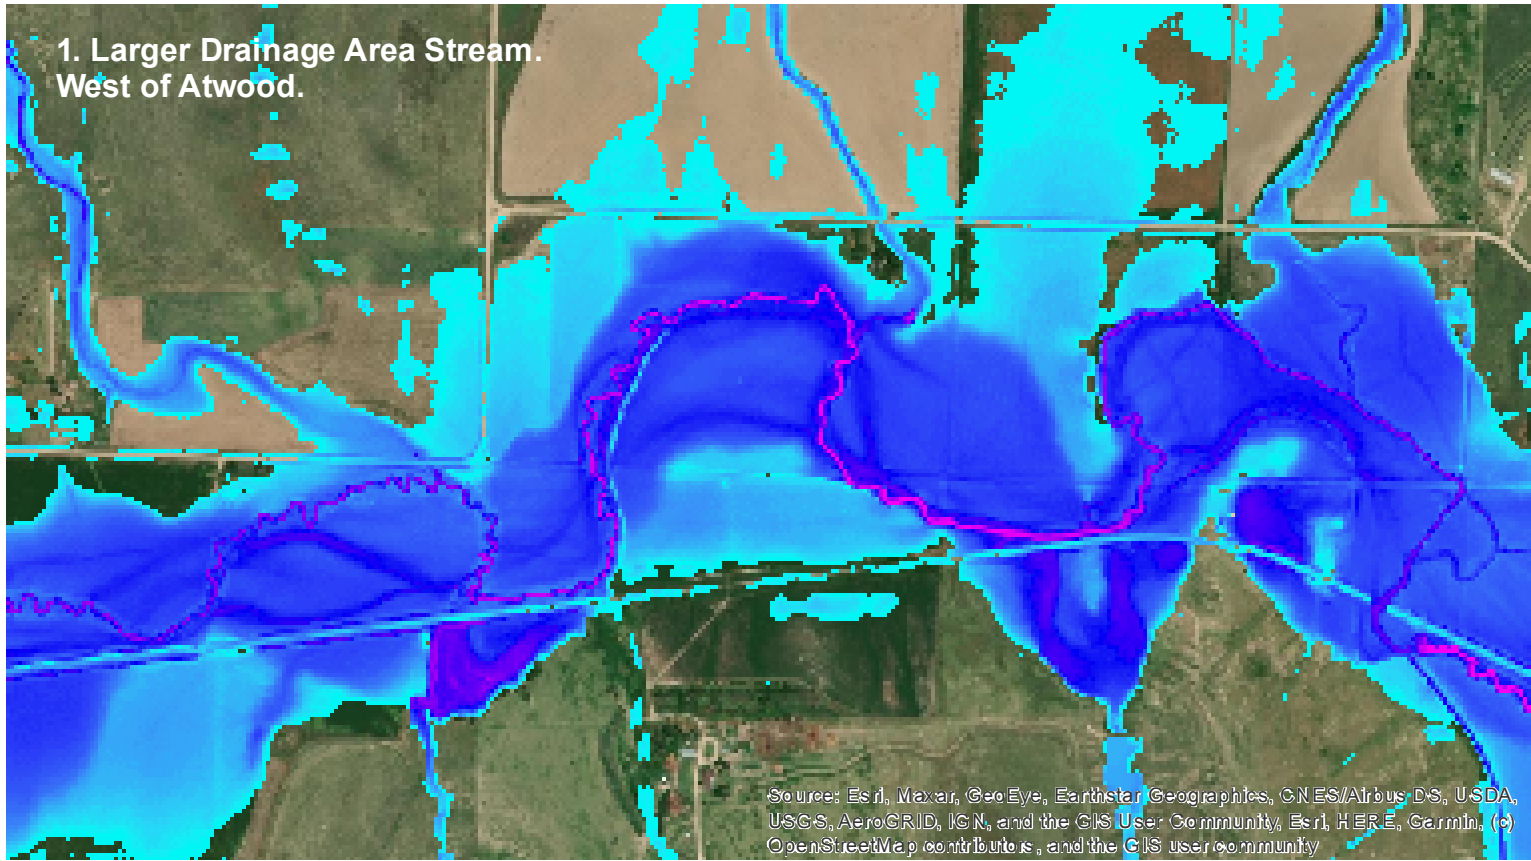 1. Larger Drainage Area Stream.
West of Atwood.
Source: Esri, Maxar, GeoEye, Earthstar Geographics, CNES/Airbus DS, USDA,
USGS, AeroGRID, IGN, and the GIS User Community, Esri, HERE, Garmin, (c)
OpenStreetMap contributors, and the GIS user community